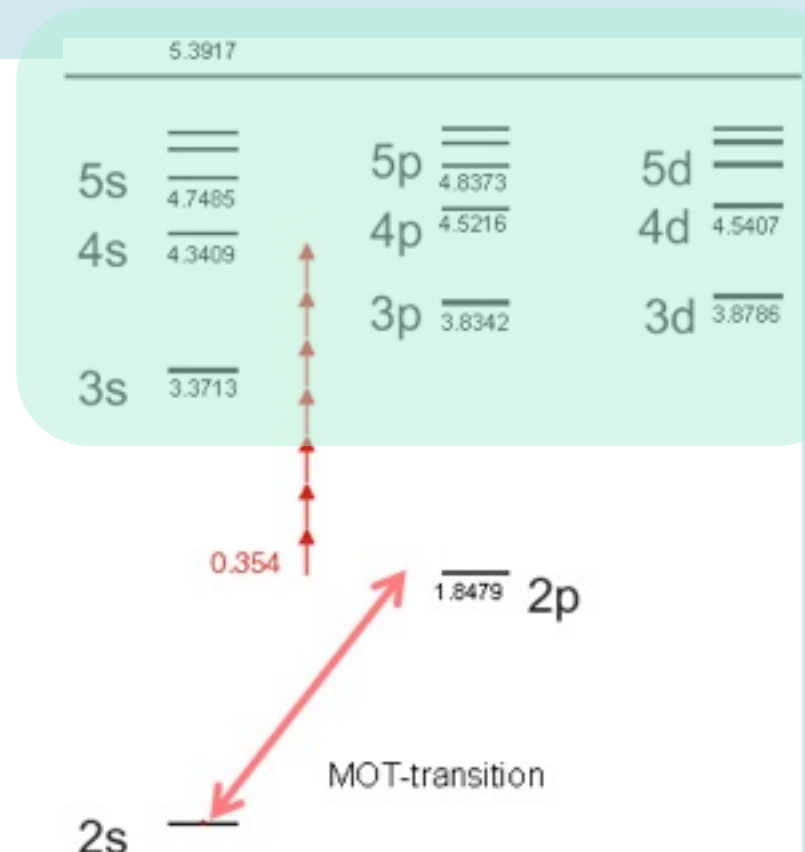 5.3917
5s
4.7485
5p
4.8373
5d
4s
4.3409
4p
4.5216
4d
4.5407
3p
3.8342
3d
3.8786
3s
3.3713
0.354
1.8479
2p
MOT-transition
2s